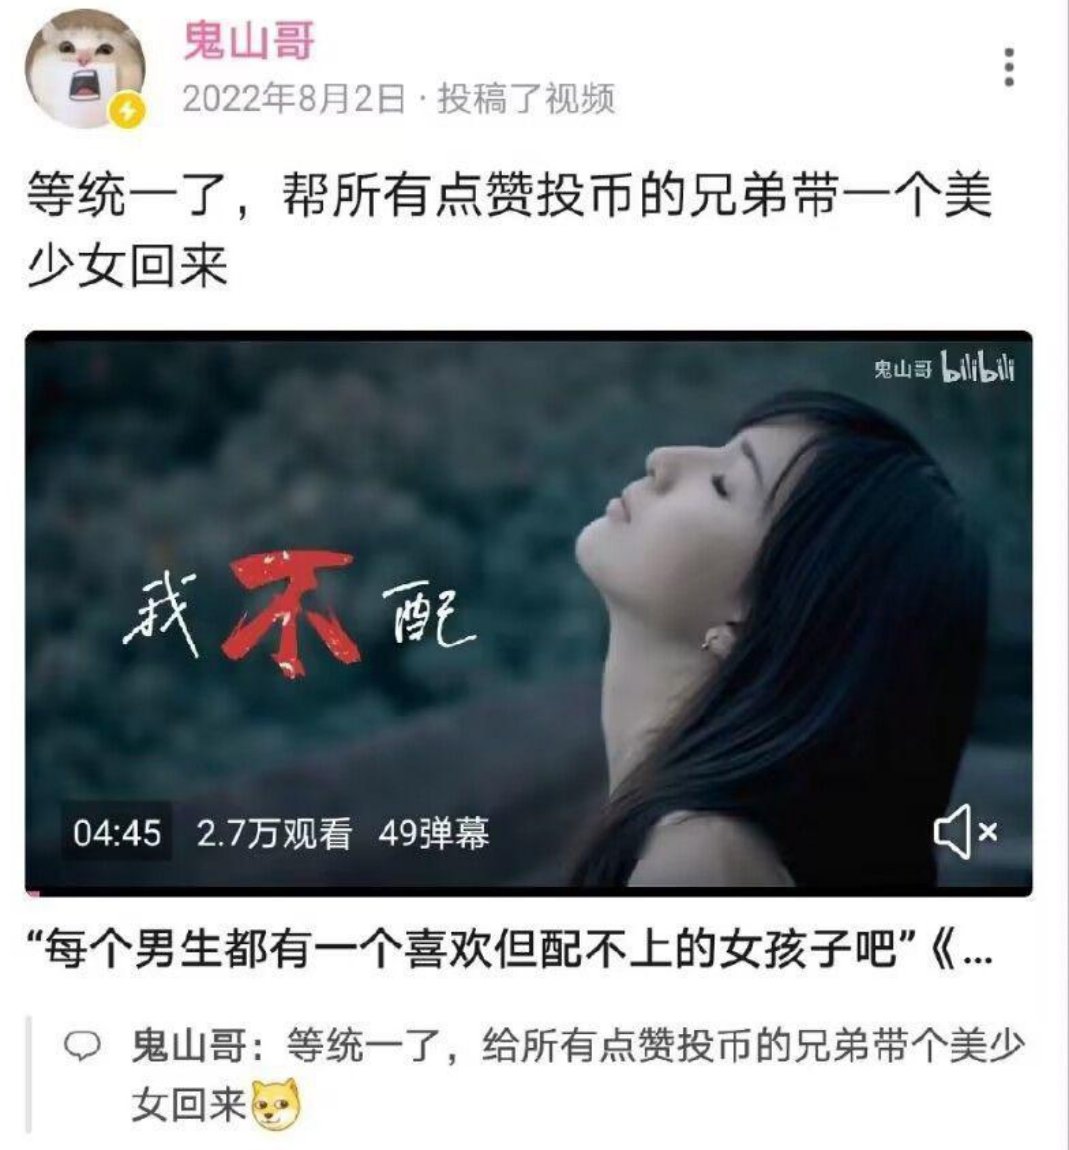 鬼山哥
2022年8月2日 · 投稿了视频
等统一了，帮所有点赞投币的兄弟带一个美
少女回来
鬼山哥 bilibili
我不配
04:45 2.7万观看 49弹幕
“每个男生都有一个喜欢但配不上的女孩子吧”《...
鬼山哥：等统一了，给所有点赞投币的兄弟带个美少
女回来